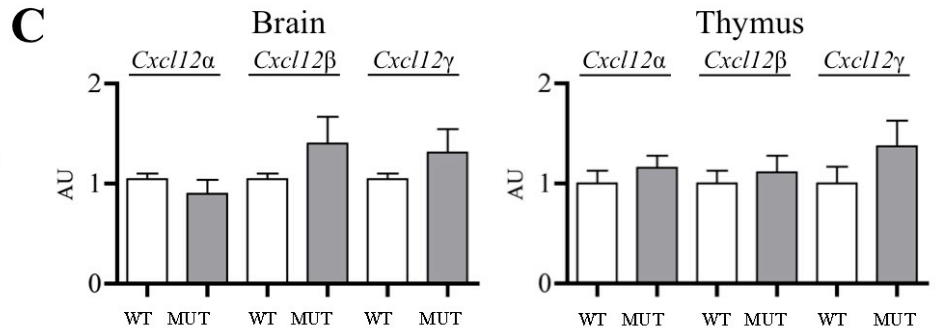 C
Brain
Cxcl12α Cxcl12β Cxcl12γ
2
AU
1
0
WT MUT WT MUT WT MUT
Thymus
Cxcl12α Cxcl12β Cxcl12γ
2
AU
1
0
WT MUT WT MUT WT MUT